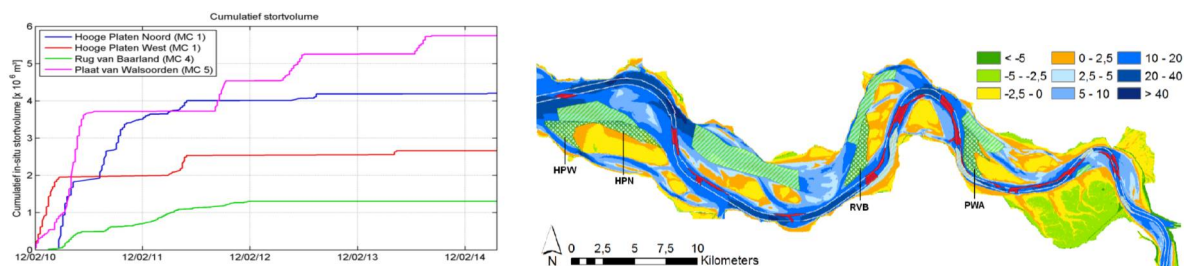 Cumulatief stortvolume
Cumulatief in-situ stortvolume [x 10⁶ m³]
6
5
4
3
2
1
0
Hooge Platen Noord (MC 1)
Hooge Platen West (MC 1)
Rug van Baarland (MC 4)
Plaat van Walsoorden (MC 5)
12/02/10 12/02/11 12/02/12 12/02/13 12/02/14
< -5 0 - 2,5 10 - 20
-5 - -2,5 2,5 - 5 20 - 40
-2,5 - 0 5 - 10 > 40
HPW
HPN
RVB
PWA
N
0 2,5 5 7,5 10
Kilometers